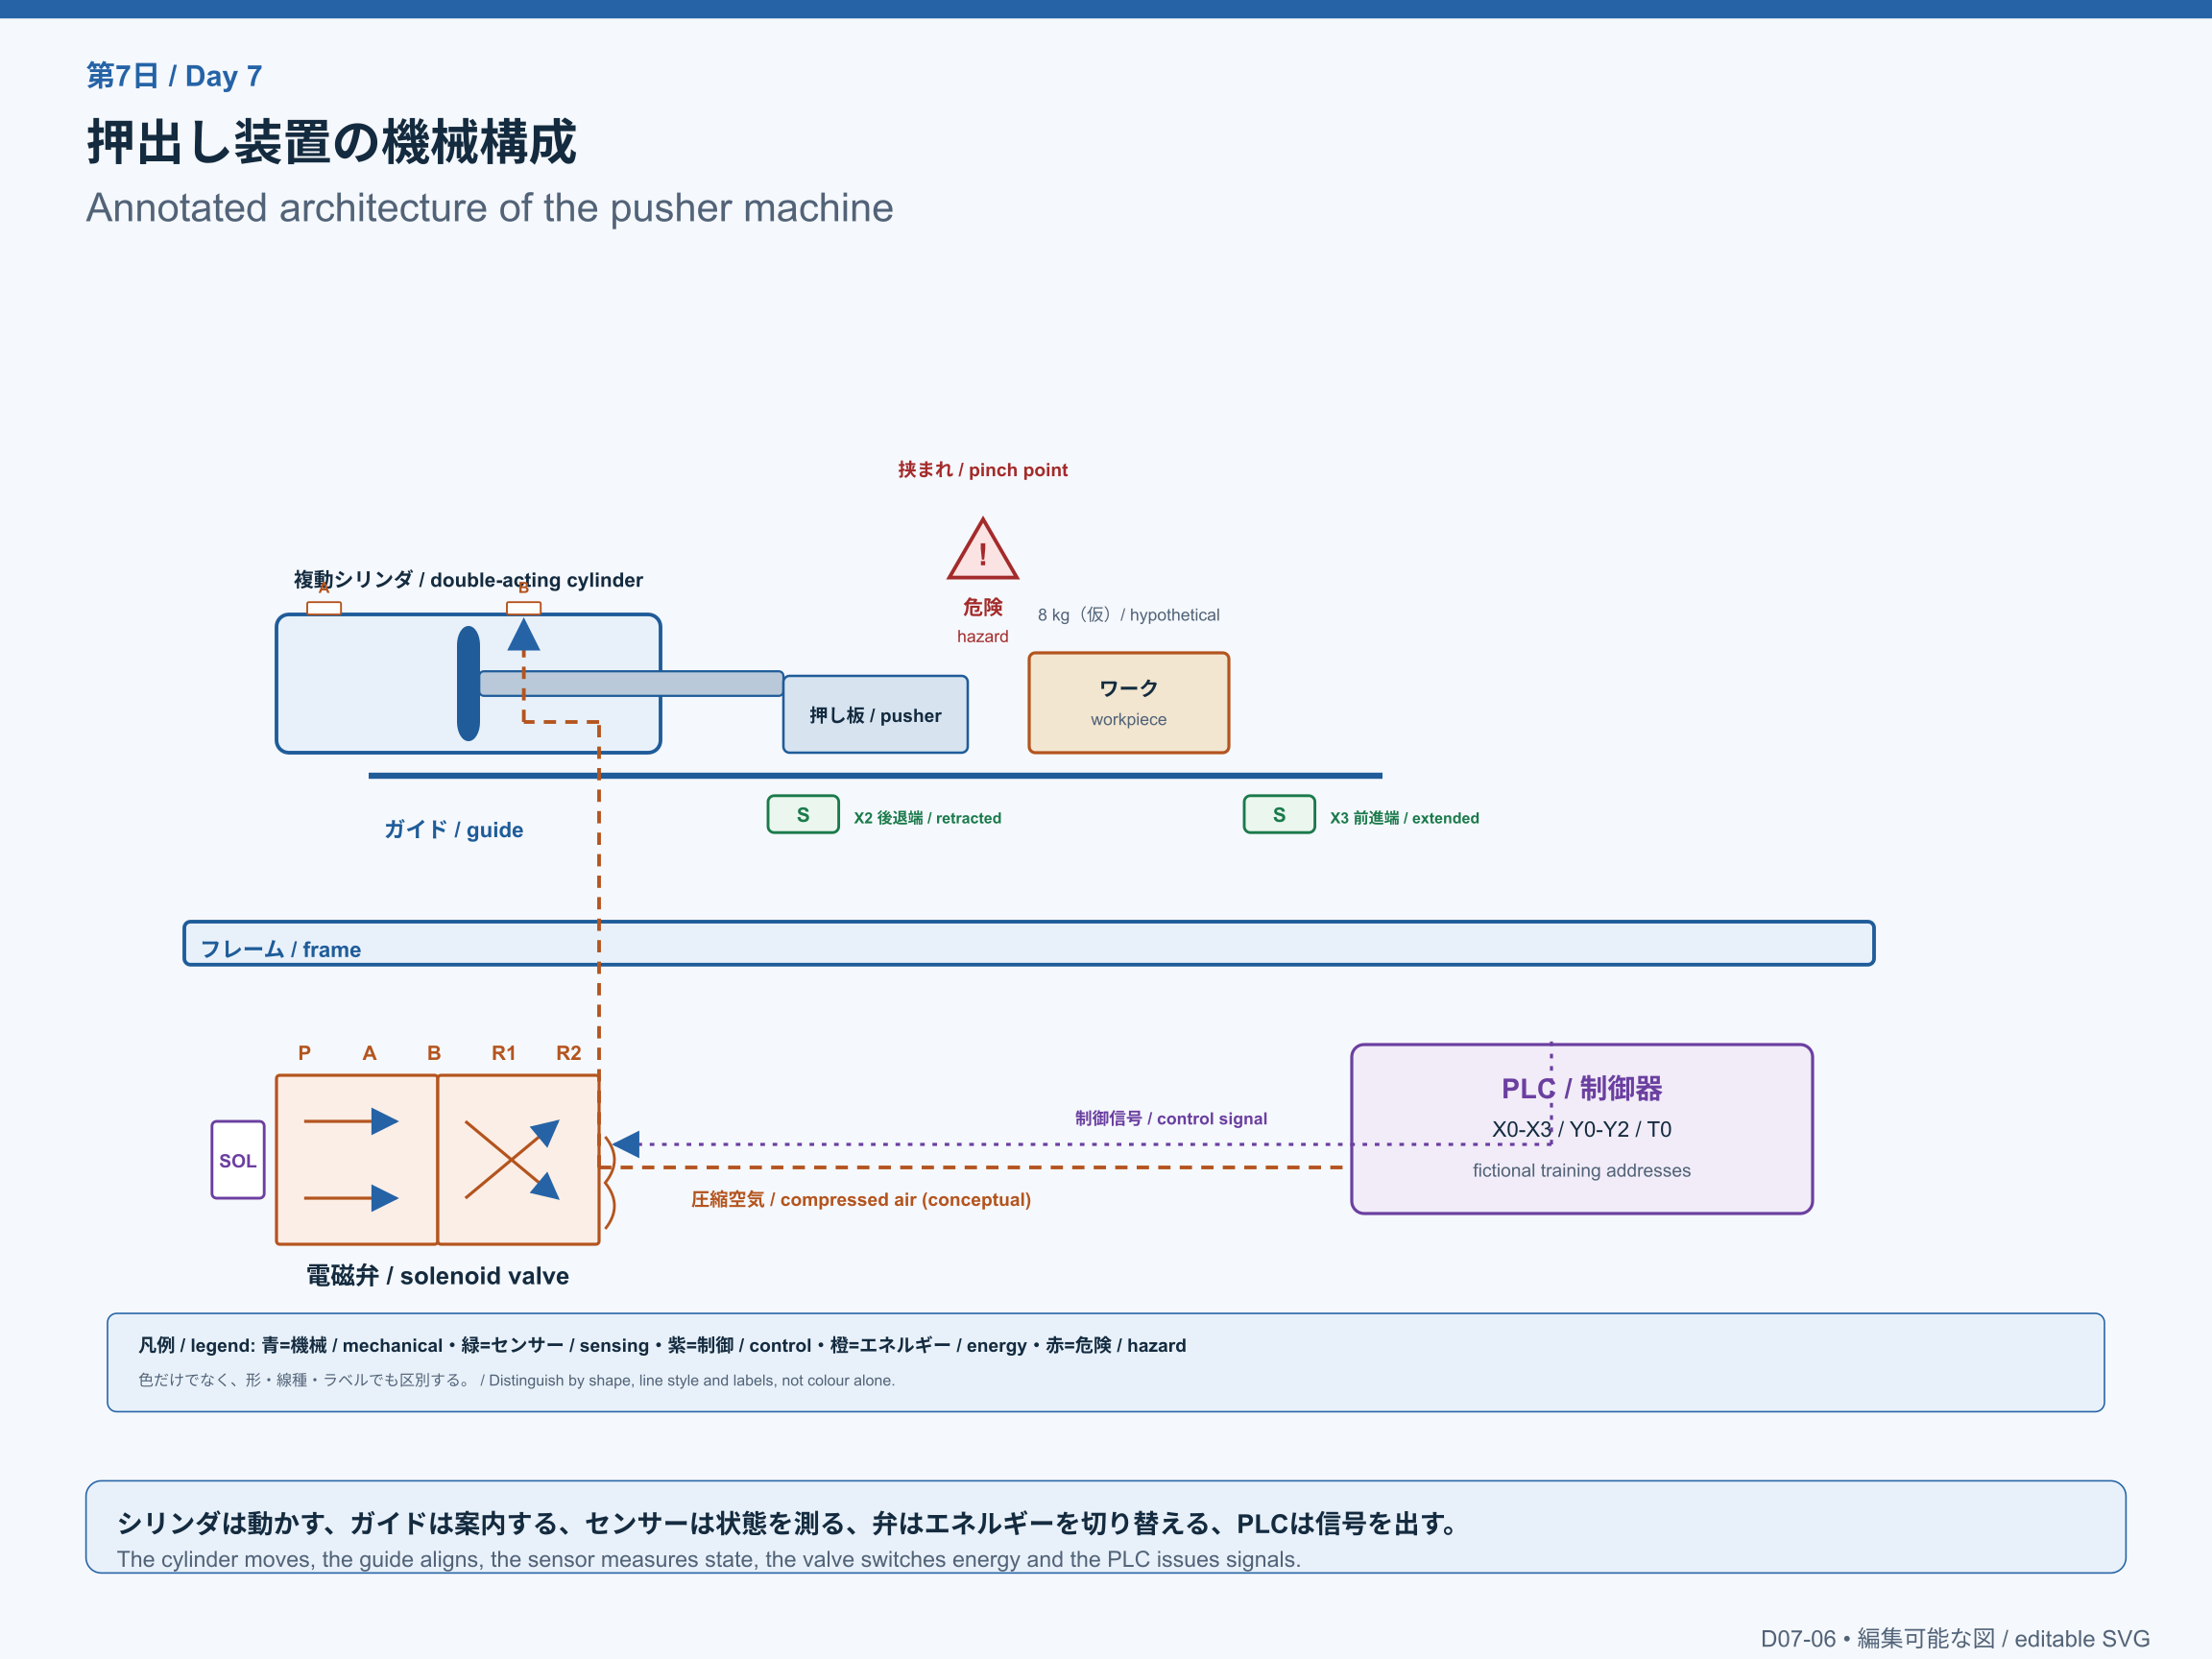 第7日 / Day 7
押出し装置の機械構成
Annotated architecture of the pusher machine
挟まれ / pinch point
!
危険
hazard
8 kg（仮）/ hypothetical
複動シリンダ / double-acting cylinder
A
B
押し板 / pusher
ワーク
workpiece
S
X2 後退端 / retracted
S
X3 前進端 / extended
ガイド / guide
フレーム / frame
P
A
B
R1
R2
SOL
電磁弁 / solenoid valve
制御信号 / control signal
圧縮空気 / compressed air (conceptual)
PLC / 制御器
X0-X3 / Y0-Y2 / T0
fictional training addresses
凡例 / legend: 青=機械 / mechanical・緑=センサー / sensing・紫=制御 / control・橙=エネルギー / energy・赤=危険 / hazard
色だけでなく、形・線種・ラベルでも区別する。 / Distinguish by shape, line style and labels, not colour alone.
シリンダは動かす、ガイドは案内する、センサーは状態を測る、弁はエネルギーを切り替える、PLCは信号を出す。
The cylinder moves, the guide aligns, the sensor measures state, the valve switches energy and the PLC issues signals.
D07-06 • 編集可能な図 / editable SVG